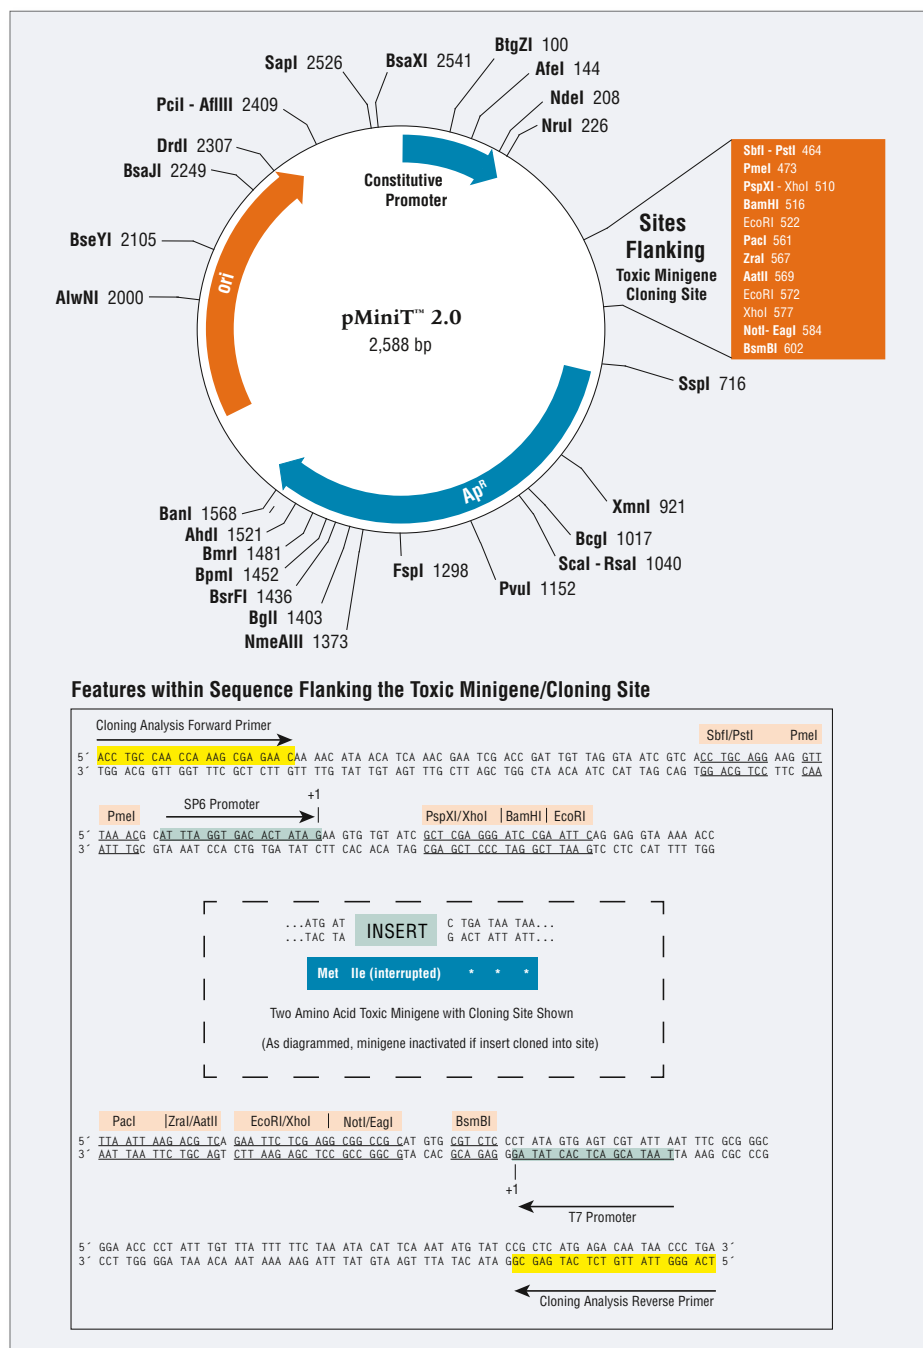 BtgZI 100
SapI 2526
BsaXI 2541
AfeI 144
PciI - AflIII 2409
NdeI 208
NruI 226
DrdI 2307
BsaJI 2249
Constitutive
Promoter
SbfI - PstI 464
PmeI 473
PspXI - XhoI 510
BamHI 516
EcoRI 522
PacI 561
ZraI 567
AatII 569
EcoRI 572
XhoI 577
NotI- EagI 584
BsmBI 602
Sites
Flanking
Toxic Minigene
Cloning Site
BseYI 2105
ori
AlwNI 2000
pMiniT™ 2.0
2,588 bp
SspI 716
ApR
XmnI 921
BanI 1568
AhdI 1521
BcgI 1017
BmrI 1481
ScaI - RsaI 1040
BpmI 1452
FspI 1298
PvuI 1152
BsrFI 1436
BglI 1403
NmeAIII 1373
Features within Sequence Flanking the Toxic Minigene/Cloning Site
Cloning Analysis Forward Primer
SbfI/PstI PmeI
5´ ACC TGC CAA CCA AAG CGA GAA CAA AAC ATA ACA TCA AAC GAA TCG ACC GAT TGT TAG GTA ATC GTC ACC TGC AGG AAG GTT
3´ TGG ACG GTT GGT TTC GCT CTT GTT TTG TAT TGT AGT TTG CTT AGC TGG CTA ACA ATC CAT TAG CAG TGG ACG TCC TTC CAA
PmeI SP6 Promoter +1 PspXI/XhoI | BamHI | EcoRI
5´ TAA ACG CAT TTA GGT GAC ACT ATA GAA GTG TGT ATC GCT CGA GGG ATC CGA ATT CAG GAG GTA AAA ACC
3´ ATT TGC GTA AAT CCA CTG TGA TAT CTT CAC ACA TAG CGA GCT CCC TAG GCT TAA GTC CTC CAT TTT TGG
...ATG AT INSERT C TGA TAA TAA...
...TAC TA G ACT ATT ATT...
Met Ile (interrupted) * * *
Two Amino Acid Toxic Minigene with Cloning Site Shown
(As diagrammed, minigene inactivated if insert cloned into site)
PacI |ZraI/AatII EcoRI/XhoI | NotI/EagI BsmBI
5´ TTA ATT AAG ACG TCA GAA TTC TCG AGG CGG CCG CAT GTG CGT CTC CCT ATA GTG AGT CGT ATT AAT TTC GCG GGC
3´ AAT TAA TTC TGC AGT CTT AAG AGC TCC GCC GGC GTA CAC GCA GAG GGA TAT CAC TCA GCA TAA TTA AAG CGC CCG
+1
T7 Promoter
5´ GGA ACC CCT ATT TGT TTA TTT TTC TAA ATA CAT TCA AAT ATG TAT CCG CTC ATG AGA CAA TAA CCC TGA 3´
3´ CCT TGG GGA TAA ACA AAT AAA AAG ATT TAT GTA AGT TTA TAC ATA GGC GAG TAC TCT GTT ATT GGG ACT 5´
Cloning Analysis Reverse Primer